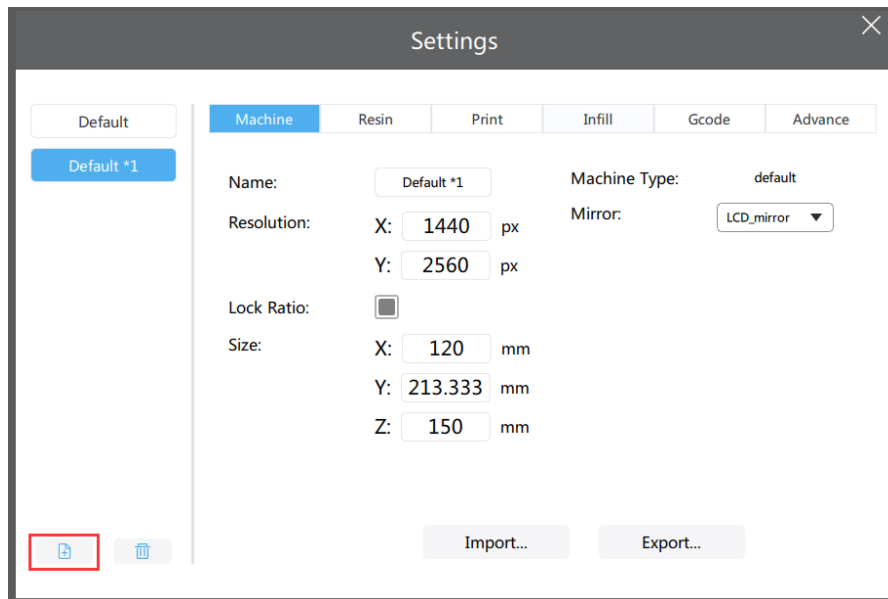 Settings
Default
Default *1
Machine Resin Print Infill Gcode Advance
Name: Default *1 Machine Type: default
Resolution: X: 1440 px Mirror: LCD_mirror
Y: 2560 px
Lock Ratio:
Size: X: 120 mm
Y: 213.333 mm
Z: 150 mm
Import... Export...